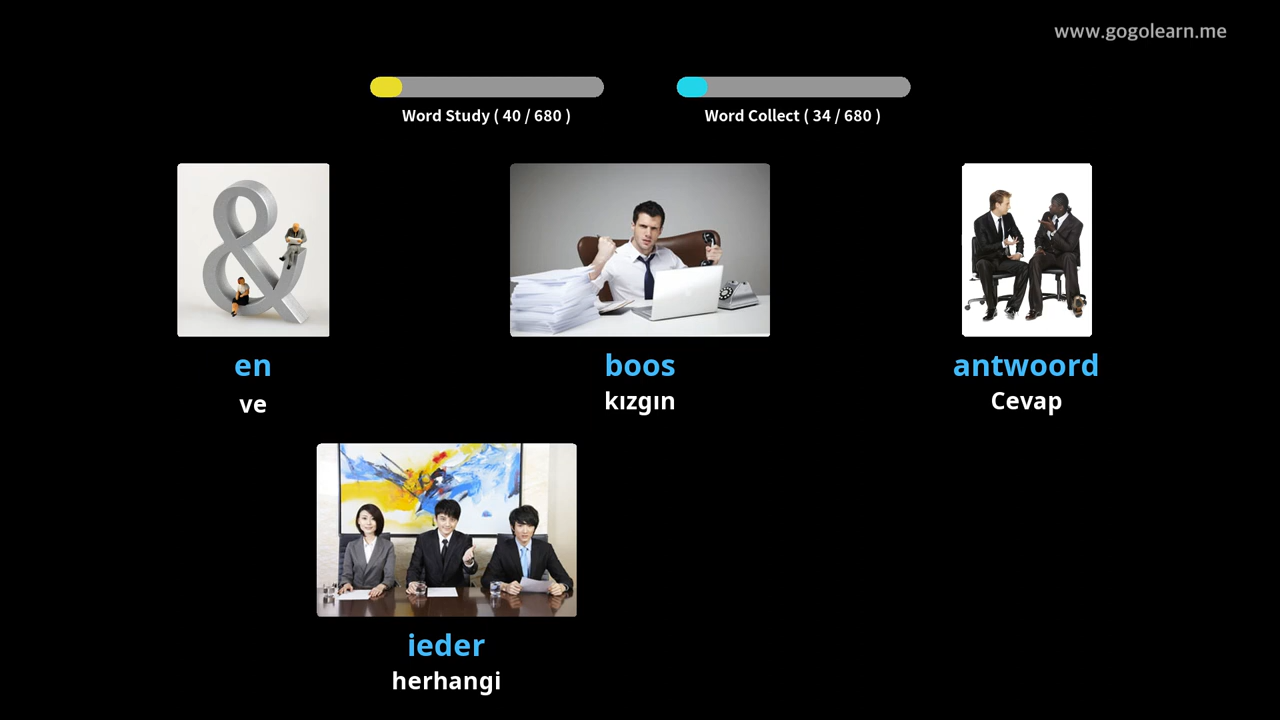 www.gogolearn.me
Word Study ( 40 / 680 )
Word Collect ( 34 / 680 )
&
en
ve
boos
kızgın
antwoord
Cevap
ieder
herhangi